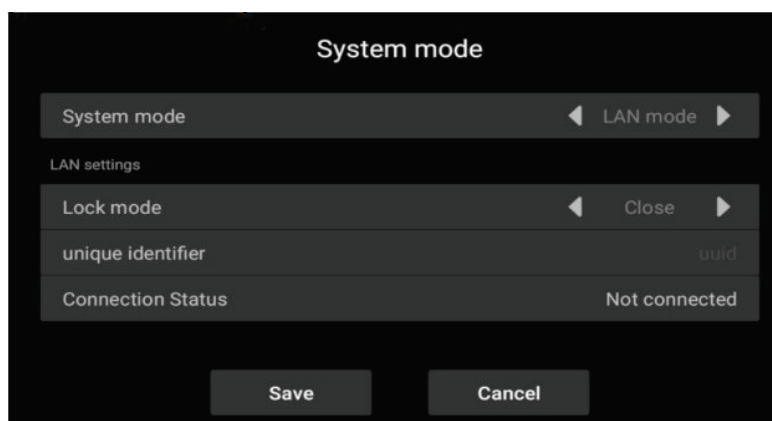 System mode
System mode LAN mode
LAN settings
Lock mode Close
unique identifier uuid
Connection Status Not connected
Save Cancel